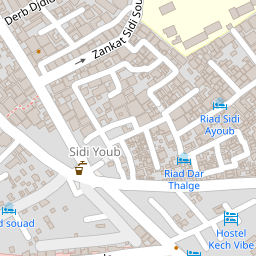 Derb Djdid
Zankat Sidi Sou
Riad Sidi
Ayoub
Sidi Youb
Riad Dar
Thalge
d souad
Hostel
Kech Vibe